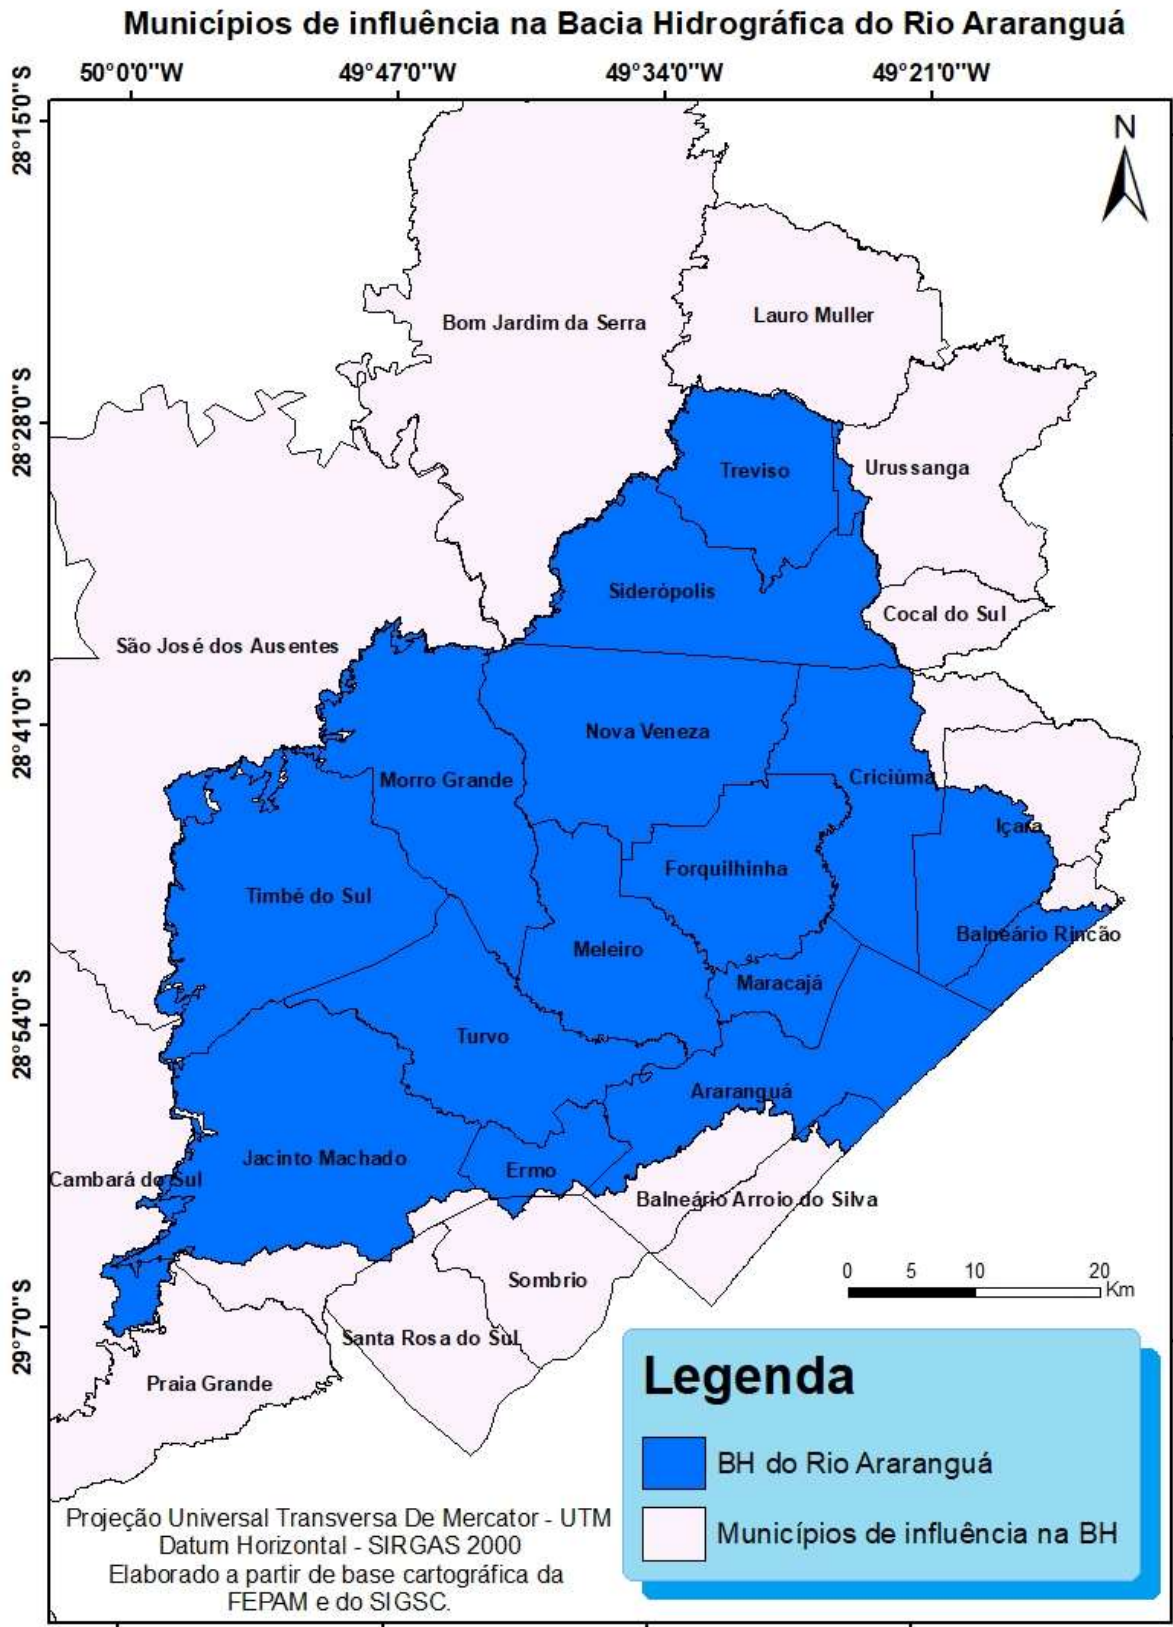 Municípios de influência na Bacia Hidrográfica do Rio Araranguá
50°0'0"W 49°47'0"W 49°34'0"W 49°21'0"W
28°15'0"S
N
Lauro Muller
Bom Jardim da Serra
28°28'0"S
Treviso
Urussanga
Siderópolis
Cocal do Sul
São José dos Ausentes
28°41'0"S
Nova Veneza
Morro Grande
Criciúma
Içara
Forquilhinha
Timbé do Sul
Balneário Rincão
Meleiro
Maracajá
28°54'0"S
Turvo
Araranguá
Jacinto Machado
Ermo
Cambará do Sul
Balneário Arroio do Silva
Sombrio
0 5 10 20
Km
29°7'0"S
Santa Rosa do Sul
Praia Grande
Legenda
BH do Rio Araranguá
Municípios de influência na BH
Projeção Universal Transversa De Mercator - UTM
Datum Horizontal - SIRGAS 2000
Elaborado a partir de base cartográfica da
FEPAM e do SIGSC.